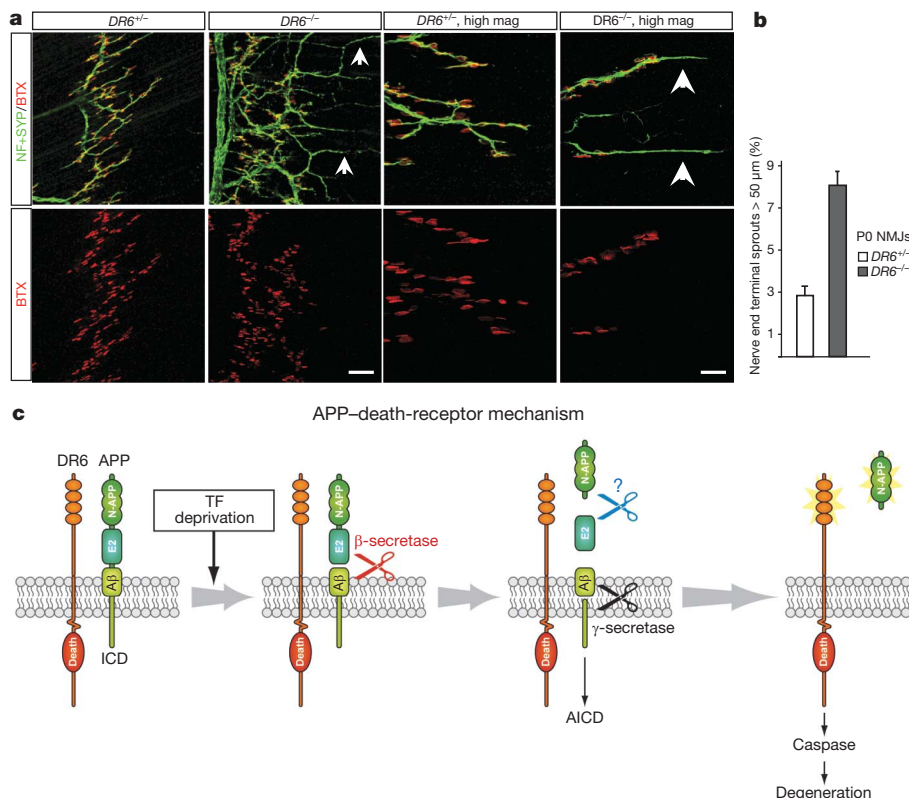 a
DR6+/−
DR6−/−
DR6+/−, high mag
DR6−/−, high mag
NF+SYP/BTX
BTX
b
Nerve end terminal sprouts > 50 μm (%)
9
7
5
3
1
P0 NMJs
DR6+/−
DR6−/−
c
APP–death-receptor mechanism
DR6
APP
N-APP
E2
Aβ
Death
ICD
TF
deprivation
N-APP
E2
Aβ
Death
β-secretase
N-APP
?
E2
Aβ
γ-secretase
Death
AICD
N-APP
Death
Caspase
Degeneration